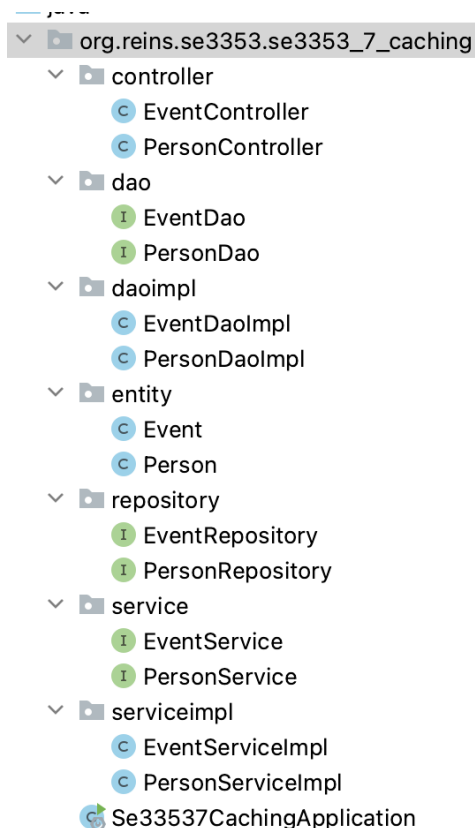 org.reins.se3353.se3353_7_caching
controller
C EventController
C PersonController
dao
I EventDao
I PersonDao
daoimpl
C EventDaoImpl
C PersonDaoImpl
entity
C Event
C Person
repository
I EventRepository
I PersonRepository
service
I EventService
I PersonService
serviceimpl
C EventServiceImpl
C PersonServiceImpl
C Se33537CachingApplication